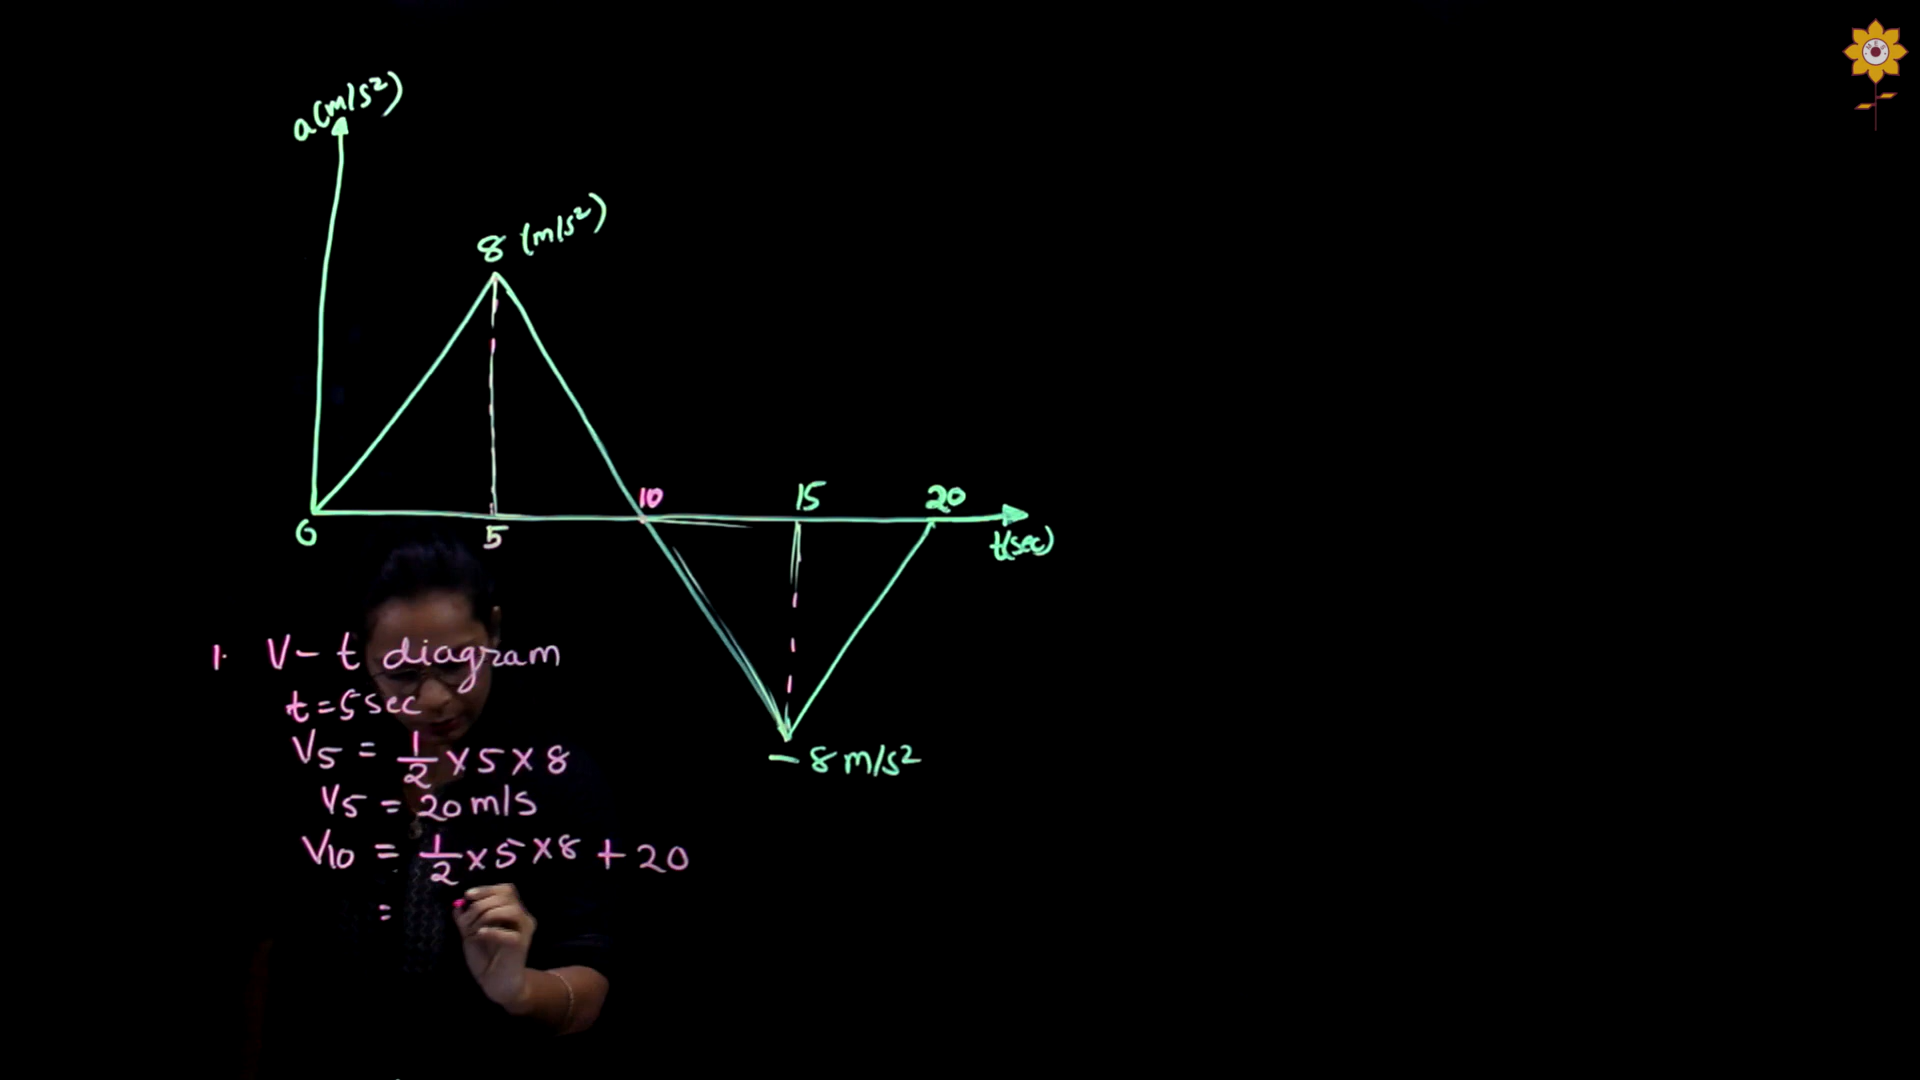 a(m/s²)
8 (m/s²)
10
15
20
0
5
t(sec)
1. V-t diagram
t=5sec
V5 = 1/2 x 5 x 8
- 8 m/s²
V5 = 20 m/s
V10 = 1/2 x 5 x 8 + 20
=